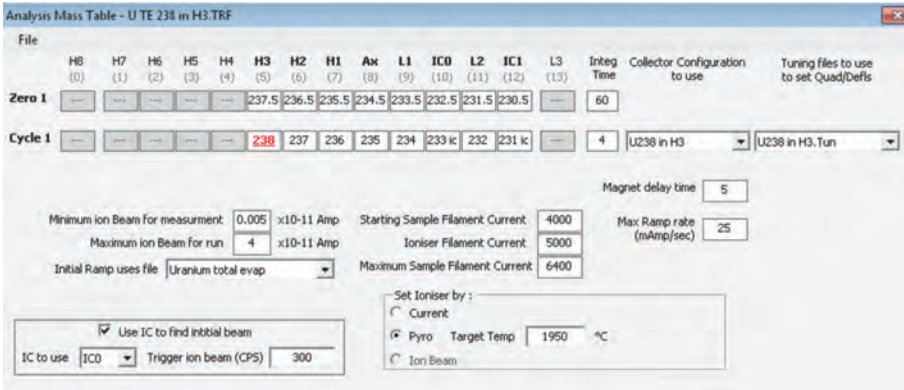 Analysis Mass Table - U TE 238 in H3.TRF
File
H8 H7 H6 H5 H4 H3 H2 H1 Ax L1 IC0 L2 IC1 L3 Integ Collector Configuration Tuning files to use
(0) (1) (2) (3) (4) (5) (6) (7) (8) (9) (10) (11) (12) (13) Time to use to set Quad/Defls
Zero 1 --- --- --- --- --- 237.5 236.5 235.5 234.5 233.5 232.5 231.5 230.5 --- 60
Cycle 1 --- --- --- --- --- 238 237 236 235 234 233 ic 232 231 ic --- 4 U238 in H3 U238 in H3.Tun
Magnet delay time 5
Minimum ion Beam for measurment 0.005 x10-11 Amp Starting Sample Filament Current 4000 Max Ramp rate 25
(mAmp/sec)
Maximum ion Beam for run 4 x10-11 Amp Ioniser Filament Current 5000
Initial Ramp uses file Uranium total evap Maximum Sample Filament Current 6400
Set Ioniser by :
Current
Use IC to find intitial beam
Pyro Target Temp 1950 ºC
IC to use IC0 Trigger ion beam (CPS) 300
Ion Beam